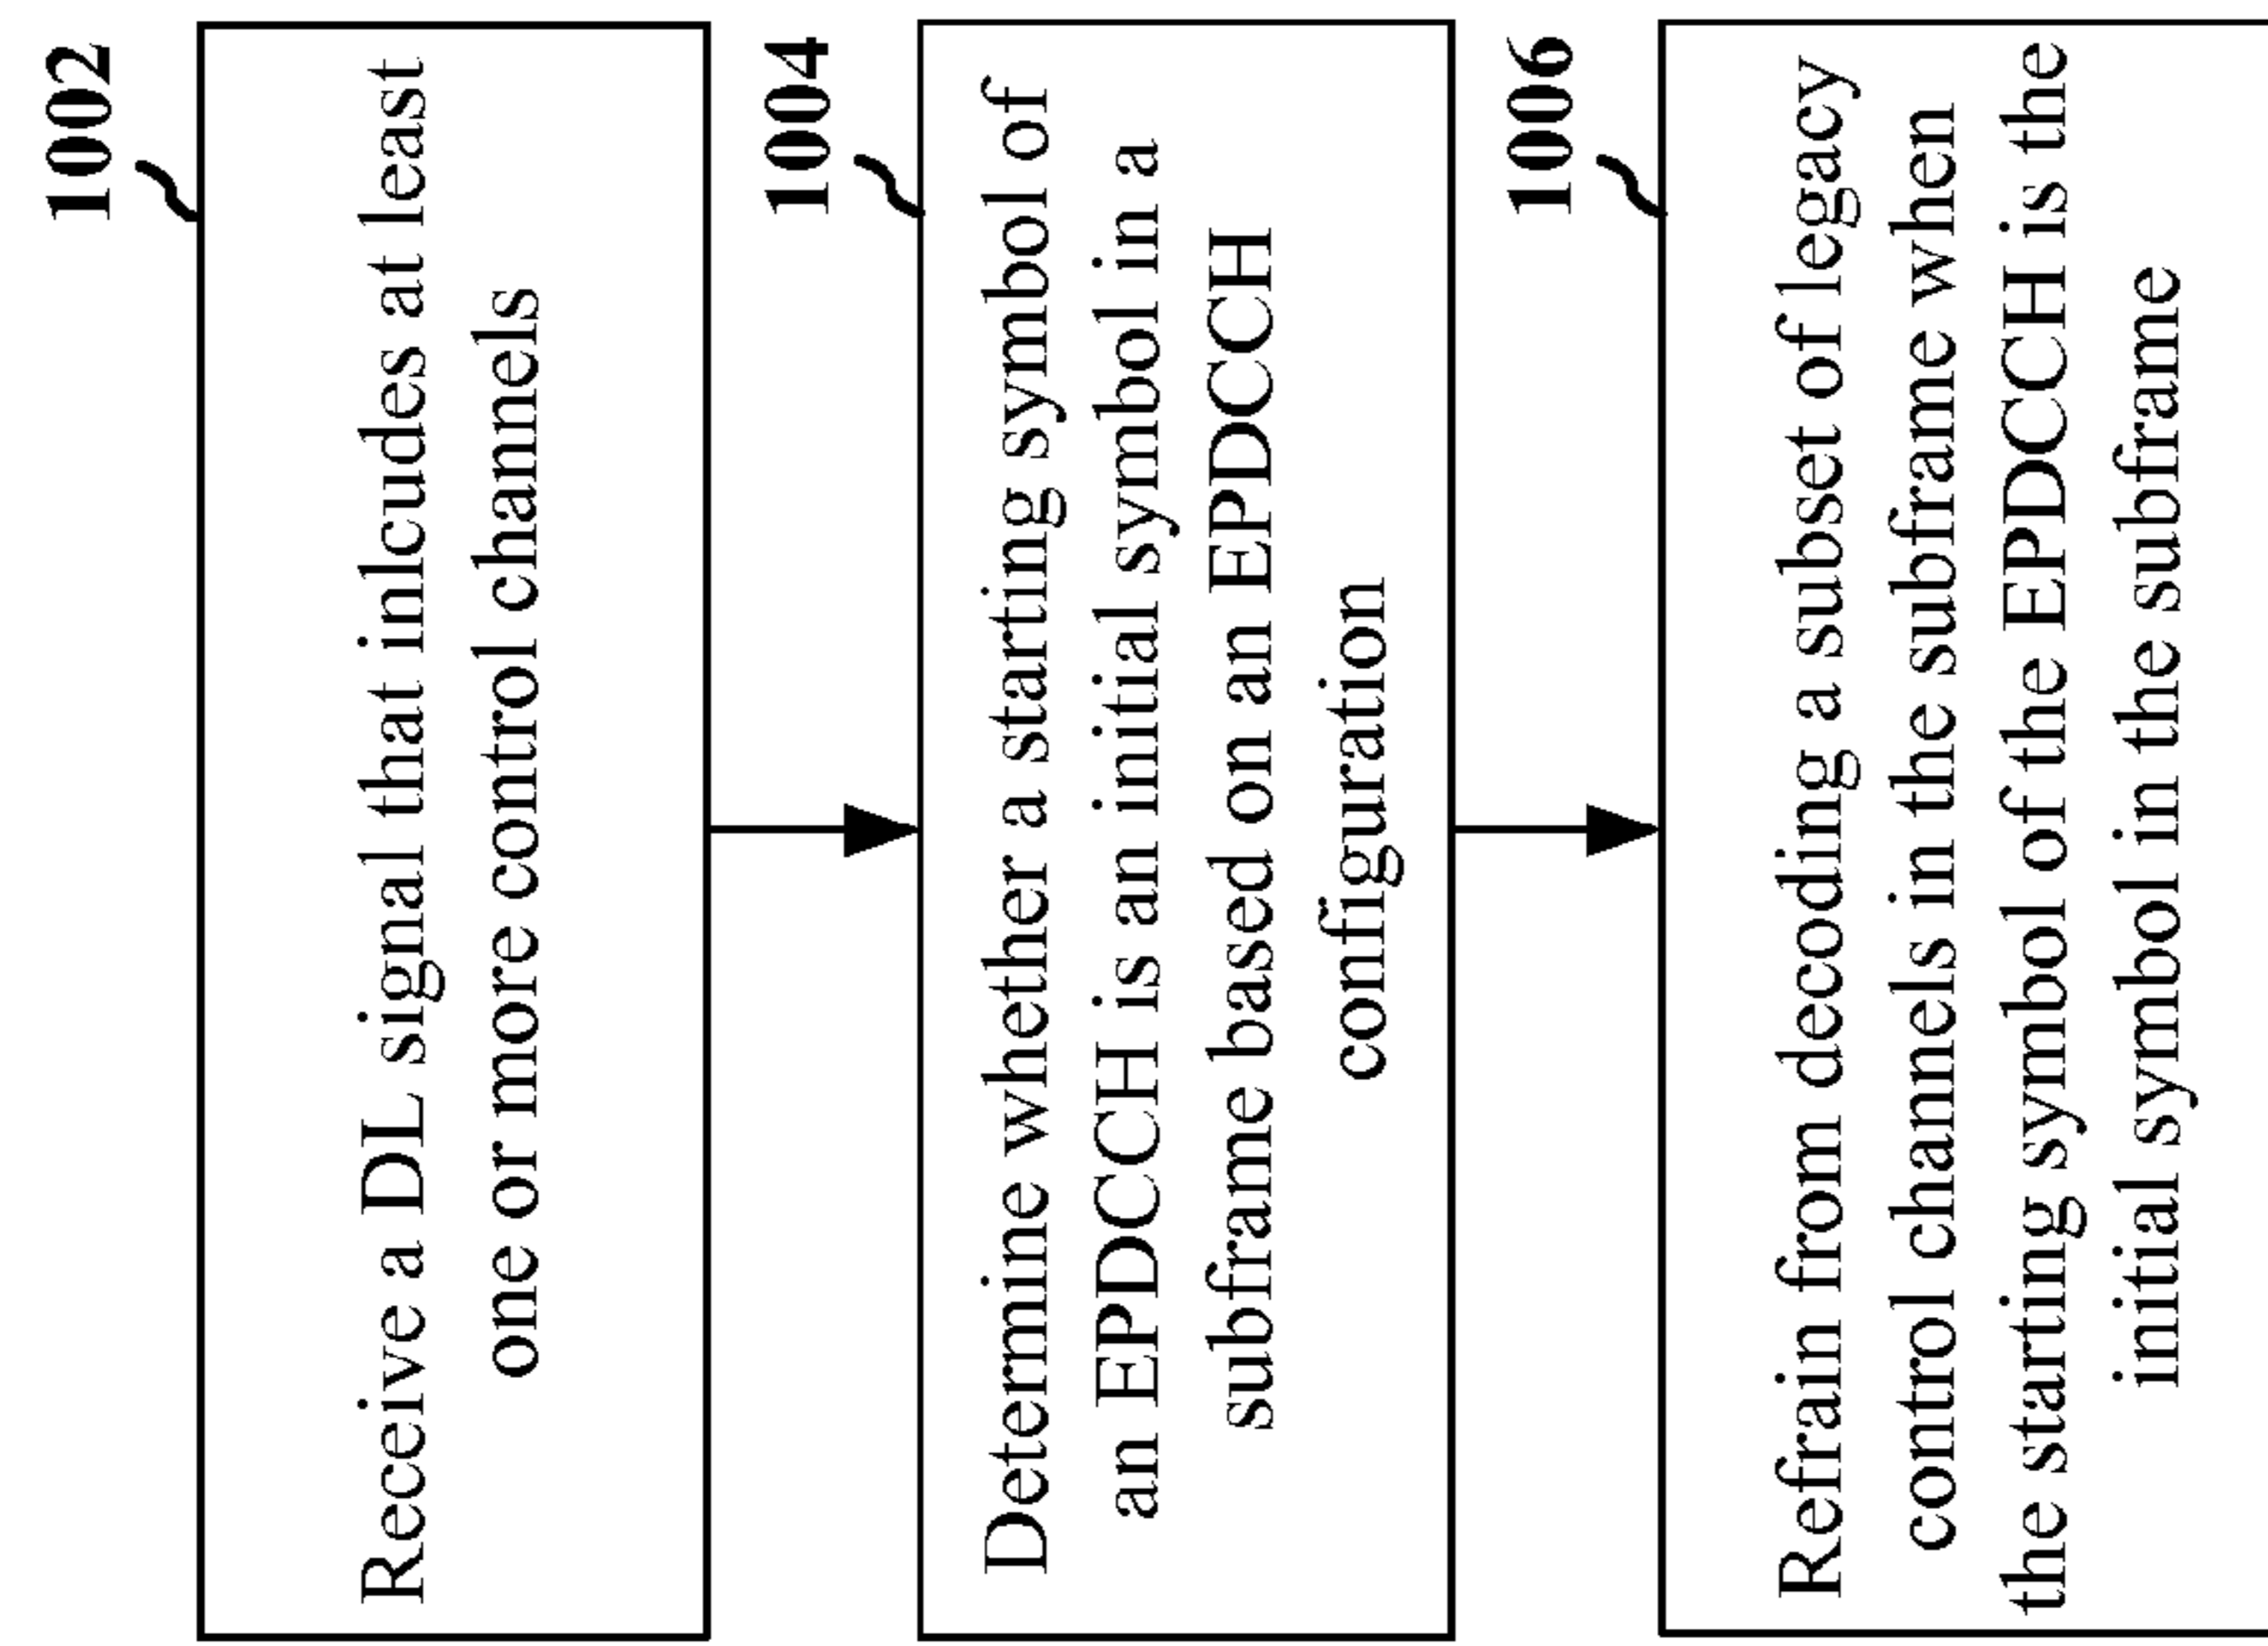 1002
Receive a DL signal that inlcudes at least
one or more control channels
1004
Determine whether a starting symbol of
an EPDCCH is an initial symbol in a
subframe based on an EPDCCH
configuration
1006
Refrain from decoding a subset of legacy
control channels in the subframe when
the starting symbol of the EPDCCH is the
initial symbol in the subframe